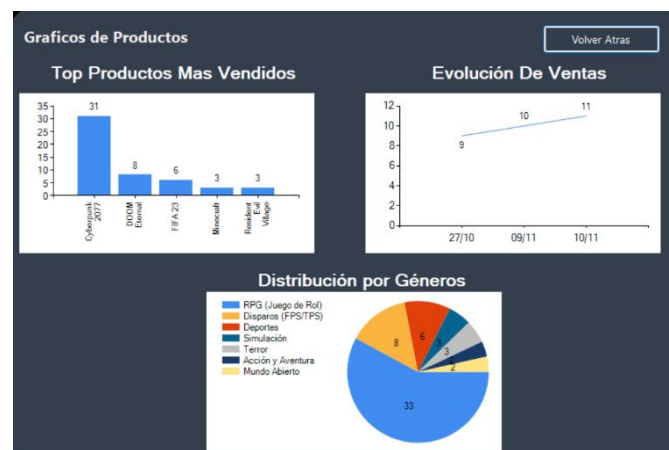 Graficos de Productos
Volver Atras
Top Productos Mas Vendidos
35
30
25
20
15
10
5
0
31
8
6
3
3
Cyberpunk
2077
DOOM
Eternal
FIFA 23
Minecraft
Resident
Evil
Village
Evolución De Ventas
12
10
8
6
4
2
0
9
10
11
27/10
09/11
10/11
Distribución por Géneros
RPG (Juego de Rol)
Disparos (FPS/TPS)
Deportes
Simulación
Terror
Acción y Aventura
Mundo Abierto
33
8
6
3
3
2
2